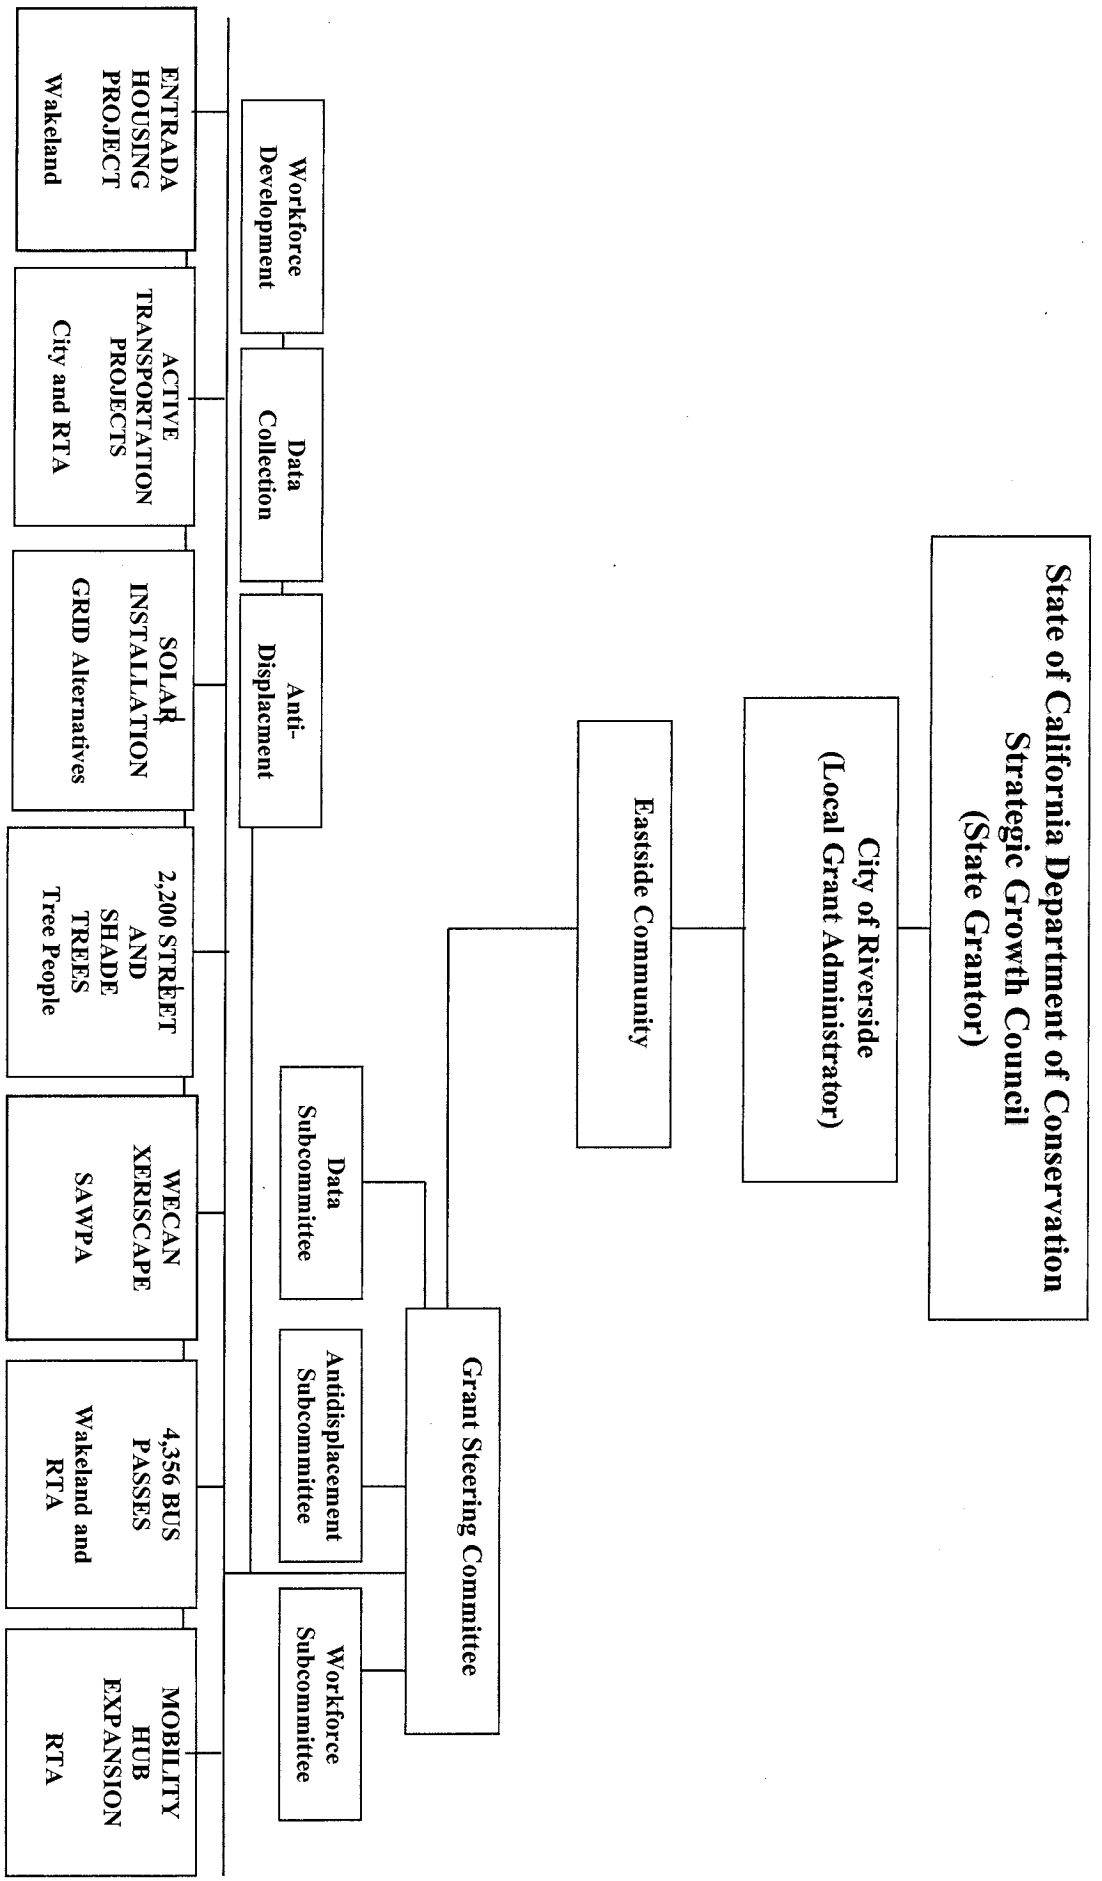 State of California Department of Conservation
Strategic Growth Council
(State Grantor)
City of Riverside
(Local Grant Administrator)
Eastside Community
Grant Steering Committee
Data
Subcommittee
Antidisplacement
Subcommittee
Workforce
Subcommittee
Workforce
Development
Data
Collection
Anti-
Displacment
ENTRADA
HOUSING
PROJECT
Wakeland
ACTIVE
TRANSPORTATION
PROJECTS
City and RTA
SOLAR
INSTALLATION
GRID Alternatives
2,200 STREET
AND
SHADE
TREES
Tree People
WECAN
XERISCAPE
SAWPA
4,356 BUS
PASSES
Wakeland and
RTA
MOBILITY
HUB
EXPANSION
RTA